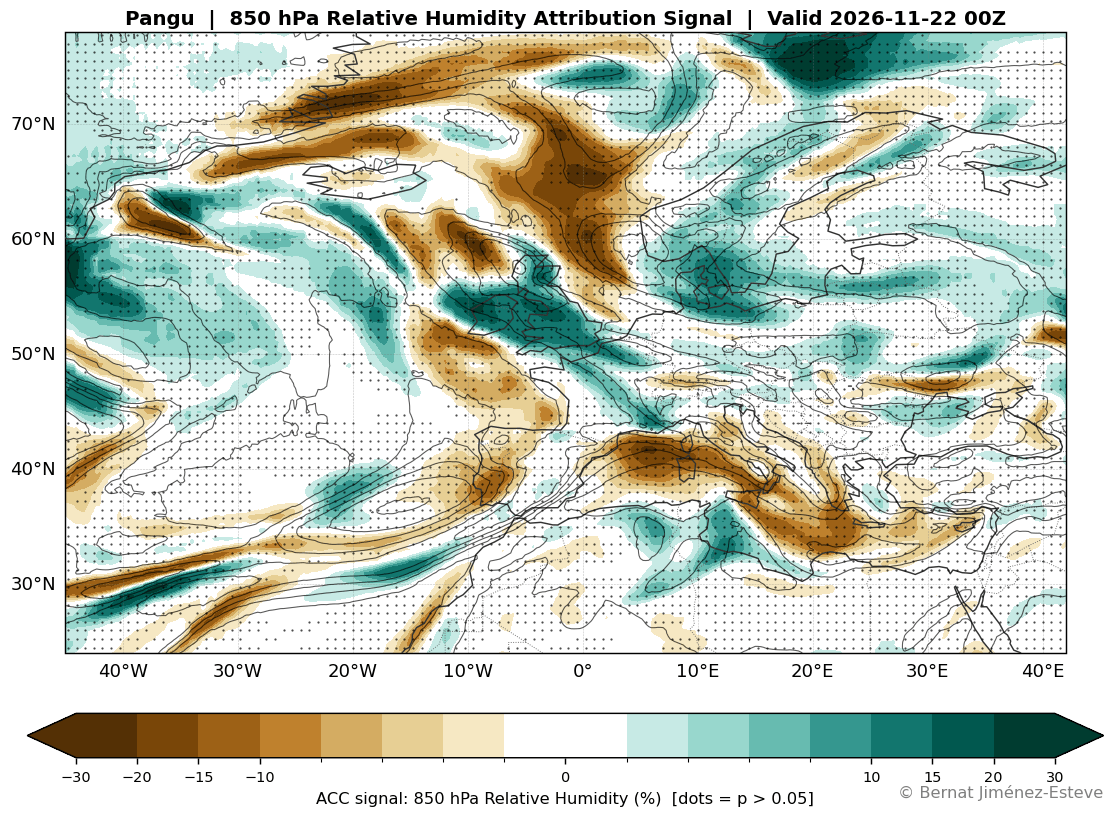 Pangu | 850 hPa Relative Humidity Attribution Signal | Valid 2026-11-22 00Z
70°N
60°N
50°N
40°N
30°N
40°W 30°W 20°W 10°W 0° 10°E 20°E 30°E 40°E
−30 −20 −15 −10 0 10 15 20 30
ACC signal: 850 hPa Relative Humidity (%) [dots = p > 0.05]
© Bernat Jiménez-Esteve